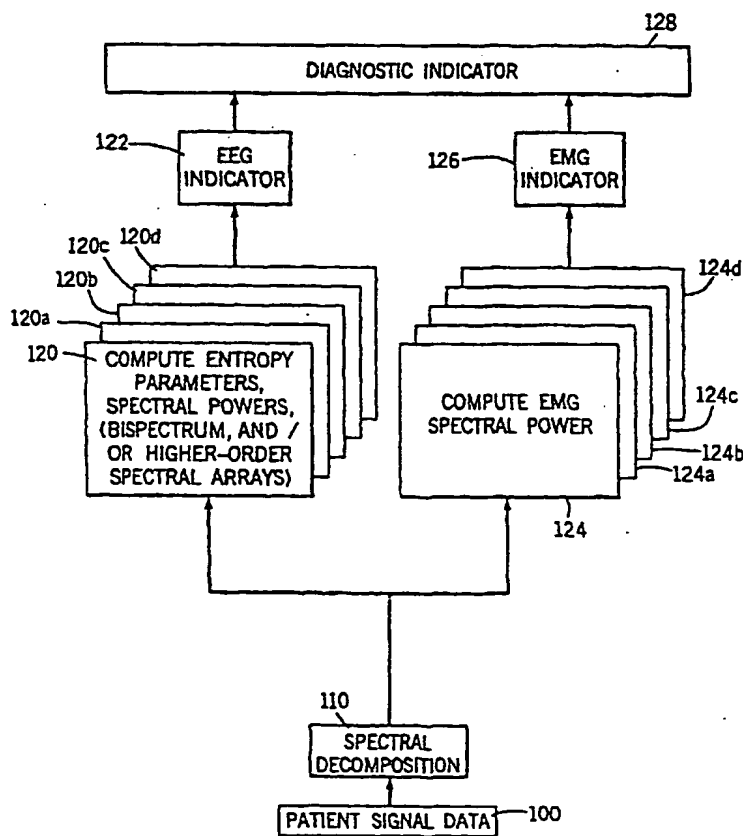 128
DIAGNOSTIC INDICATOR
122
EEG
INDICATOR
126
EMG
INDICATOR
120d
120c
120b
120a
120
COMPUTE ENTROPY
PARAMETERS,
SPECTRAL POWERS,
(BISPECTRUM, AND /
OR HIGHER-ORDER
SPECTRAL ARRAYS)
COMPUTE EMG
SPECTRAL POWER
124d
124c
124b
124a
124
110
SPECTRAL
DECOMPOSITION
PATIENT SIGNAL DATA
100